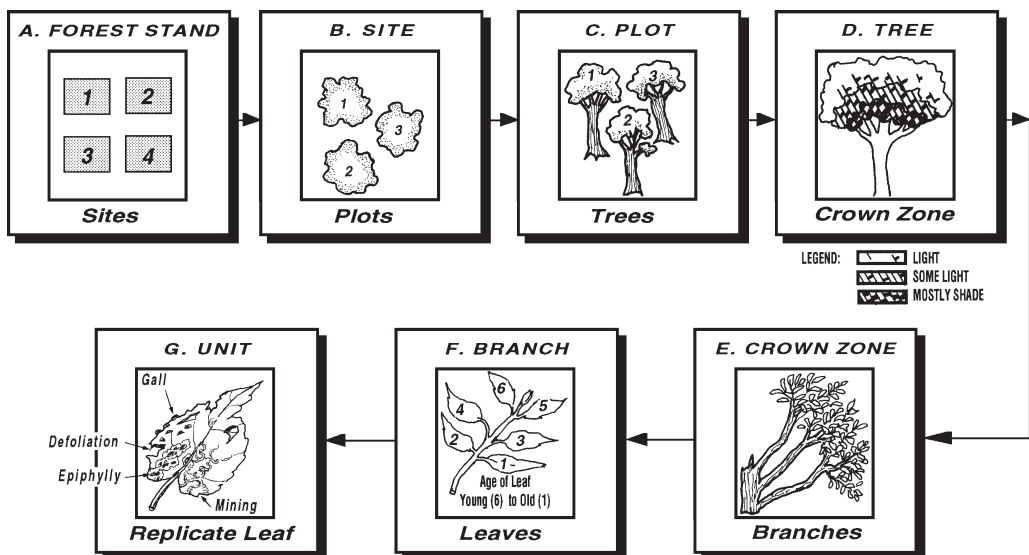 A. FOREST STAND
1
2
3
4
Sites
B. SITE
1
3
2
Plots
C. PLOT
1
3
2
Trees
D. TREE
Crown Zone
LEGEND:
LIGHT
SOME LIGHT
MOSTLY SHADE
G. UNIT
Gall
Defoliation
Epiphylly
Mining
Replicate Leaf
F. BRANCH
6
4
5
2
3
1-
Age of Leaf
Young (6) to Old (1)
Leaves
E. CROWN ZONE
Branches